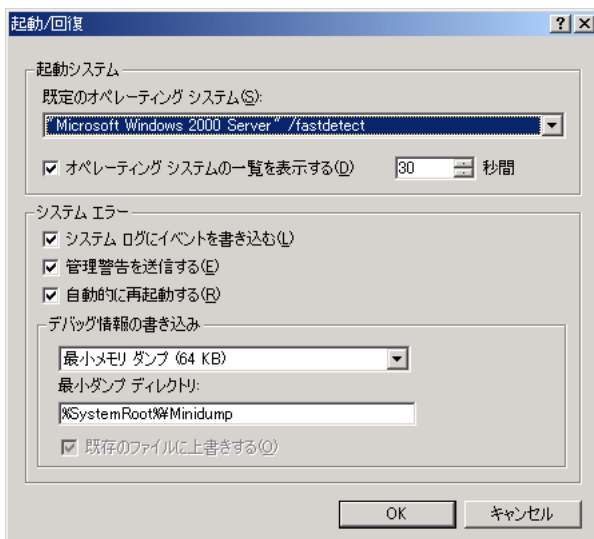 起動/回復
起動システム
既定のオペレーティング システム(S):
"Microsoft Windows 2000 Server" /fastdetect
オペレーティング システムの一覧を表示する(D) 30 秒間
システム エラー
システム ログにイベントを書き込む(L)
管理警告を送信する(E)
自動的に再起動する(R)
デバッグ情報の書き込み
最小メモリ ダンプ (64 KB)
最小ダンプ ディレクトリ:
%SystemRoot%¥Minidump
既存のファイルに上書きする(O)
OK キャンセル